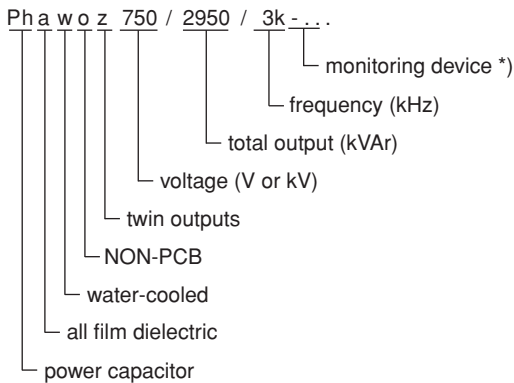 Phawoz 750 / 2950 / 3k-...
monitoring device *)
frequency (kHz)
total output (kVAr)
voltage (V or kV)
twin outputs
NON-PCB
water-cooled
all film dielectric
power capacitor